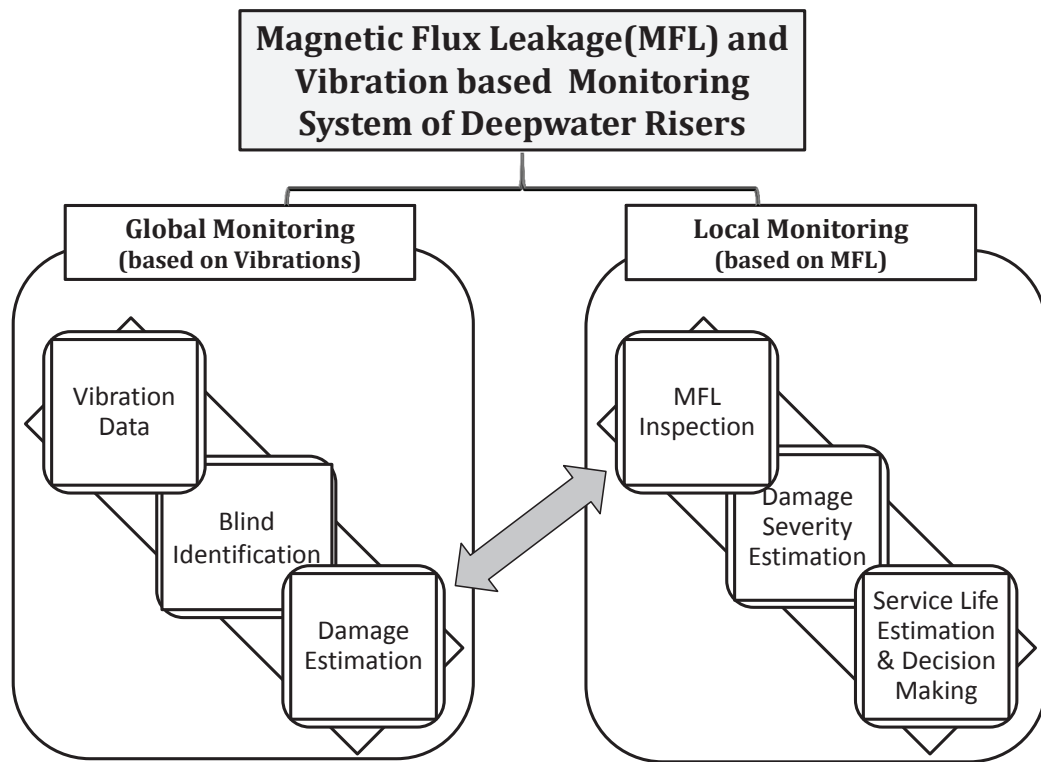 Magnetic Flux Leakage(MFL) and
Vibration based Monitoring
System of Deepwater Risers
Global Monitoring
(based on Vibrations)
Vibration
Data
Blind
Identification
Damage
Estimation
Local Monitoring
(based on MFL)
MFL
Inspection
Damage
Severity
Estimation
Service Life
Estimation
& Decision
Making